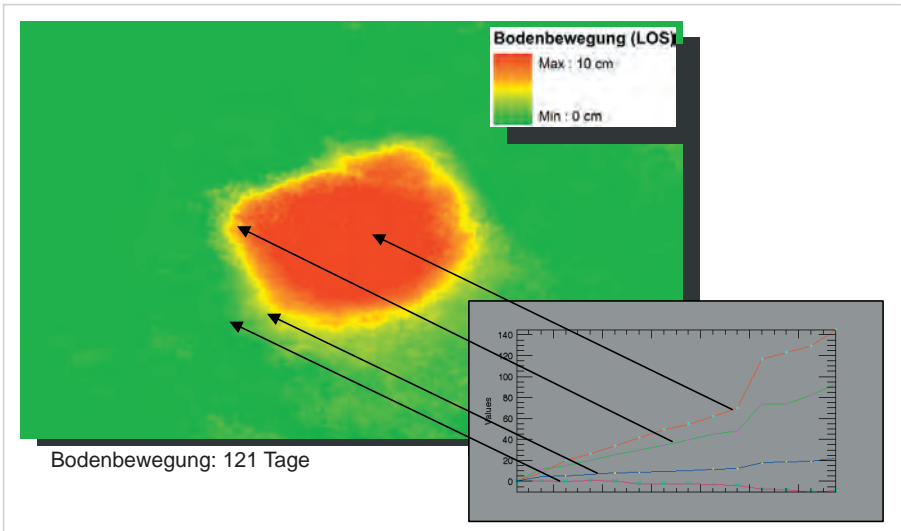 Bodenbewegung (LOS)
Max : 10 cm
Min : 0 cm
140
120
100
80
60
40
20
0
Values
Bodenbewegung: 121 Tage